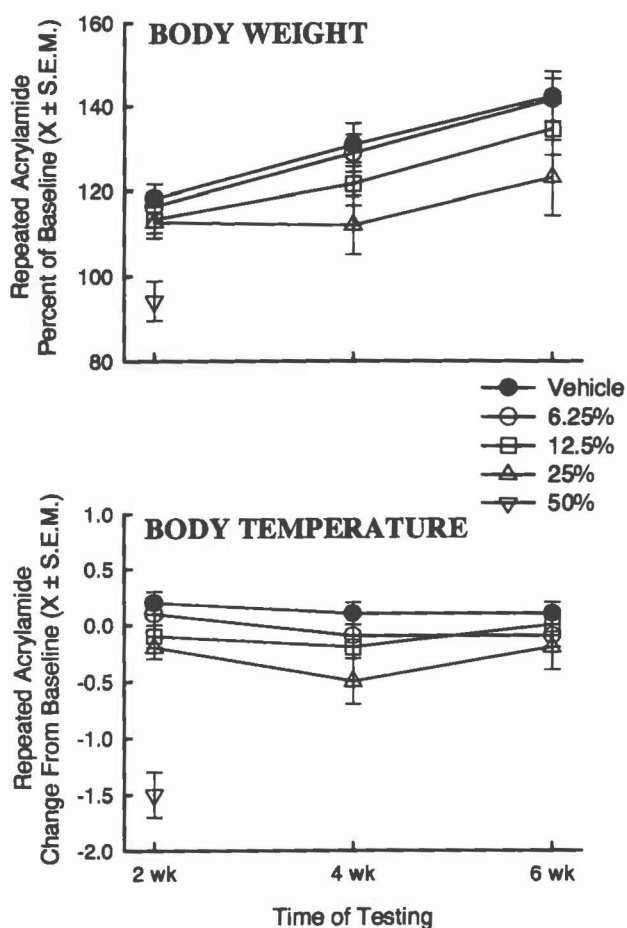 BODY WEIGHT
Repeated Acrylamide
Percent of Baseline (X ± S.E.M.)
160
140
120
100
80
Vehicle
6.25%
12.5%
25%
50%
BODY TEMPERATURE
Repeated Acrylamide
Change From Baseline (X ± S.E.M.)
1.0
0.5
0.0
-0.5
-1.0
-1.5
-2.0
2 wk
4 wk
6 wk
Time of Testing